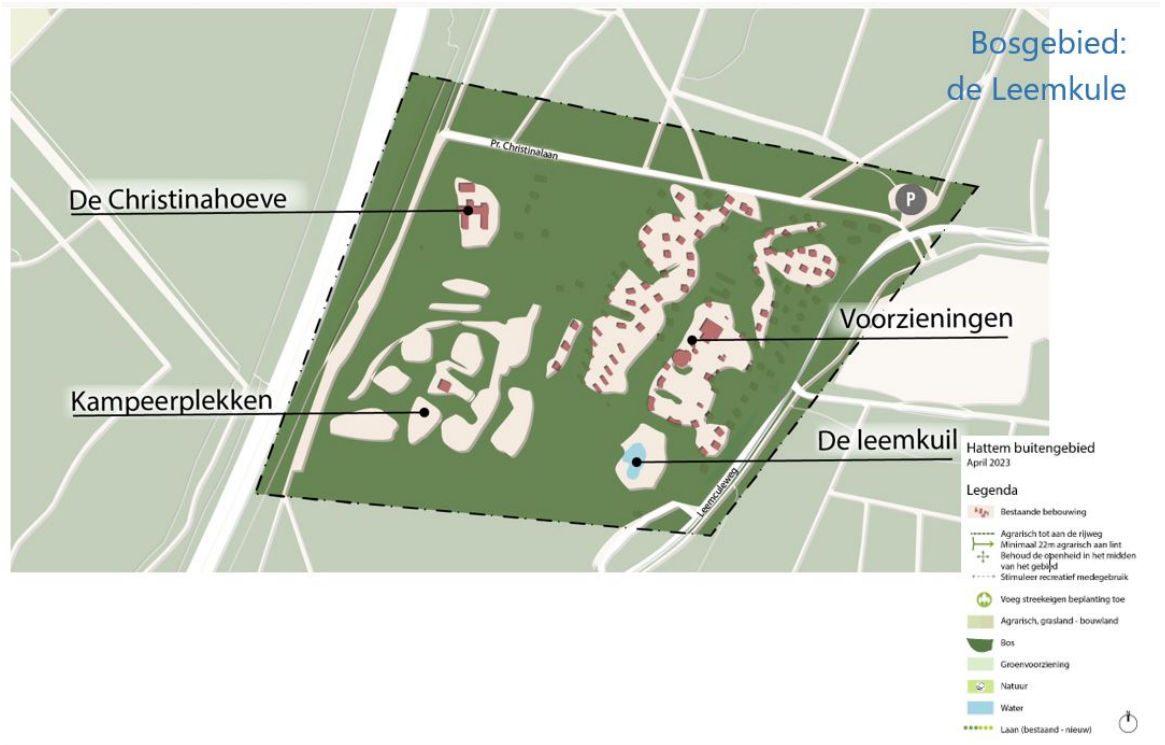 Bosgebied:
de Leemkule
Pr. Christinalaan
P
De Christinahoeve
Voorzieningen
Kampeerplekken
De leemkuil
Leemculeweg
Hattem buitengebied
April 2023
Legenda
Bestaande bebouwing
Agrarisch tot aan de rijweg
Minimaal 22m agrarisch aan lint
Behoud de openheid in het midden
van het gebied
Stimuleer recreatief medegebruik
Voeg streekeigen beplanting toe
Agrarisch, grasland - bouwland
Bos
Groenvoorziening
Natuur
Water
Laan (bestaand - nieuw)
N